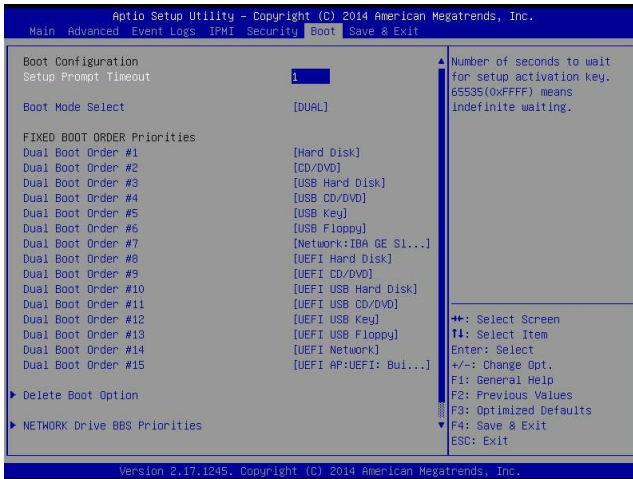 Aptio Setup Utility – Copyright (C) 2014 American Megatrends, Inc.
Main Advanced Event Logs IPMI Security Boot Save & Exit
Boot Configuration
Setup Prompt Timeout 1
Boot Mode Select [DUAL]
FIXED BOOT ORDER Priorities
Dual Boot Order #1 [Hard Disk]
Dual Boot Order #2 [CD/DVD]
Dual Boot Order #3 [USB Hard Disk]
Dual Boot Order #4 [USB CD/DVD]
Dual Boot Order #5 [USB Key]
Dual Boot Order #6 [USB Floppy]
Dual Boot Order #7 [Network:IBA GE Sl...]
Dual Boot Order #8 [UEFI Hard Disk]
Dual Boot Order #9 [UEFI CD/DVD]
Dual Boot Order #10 [UEFI USB Hard Disk]
Dual Boot Order #11 [UEFI USB CD/DVD]
Dual Boot Order #12 [UEFI USB Key]
Dual Boot Order #13 [UEFI USB Floppy]
Dual Boot Order #14 [UEFI Network]
Dual Boot Order #15 [UEFI AP:UEFI: Bui...]
Delete Boot Option
NETWORK Drive BBS Priorities
Number of seconds to wait
for setup activation key.
65535(0xFFFF) means
indefinite waiting.
→←: Select Screen
↑↓: Select Item
Enter: Select
+/-: Change Opt.
F1: General Help
F2: Previous Values
F3: Optimized Defaults
F4: Save & Exit
ESC: Exit
Version 2.17.1245. Copyright (C) 2014 American Megatrends, Inc.